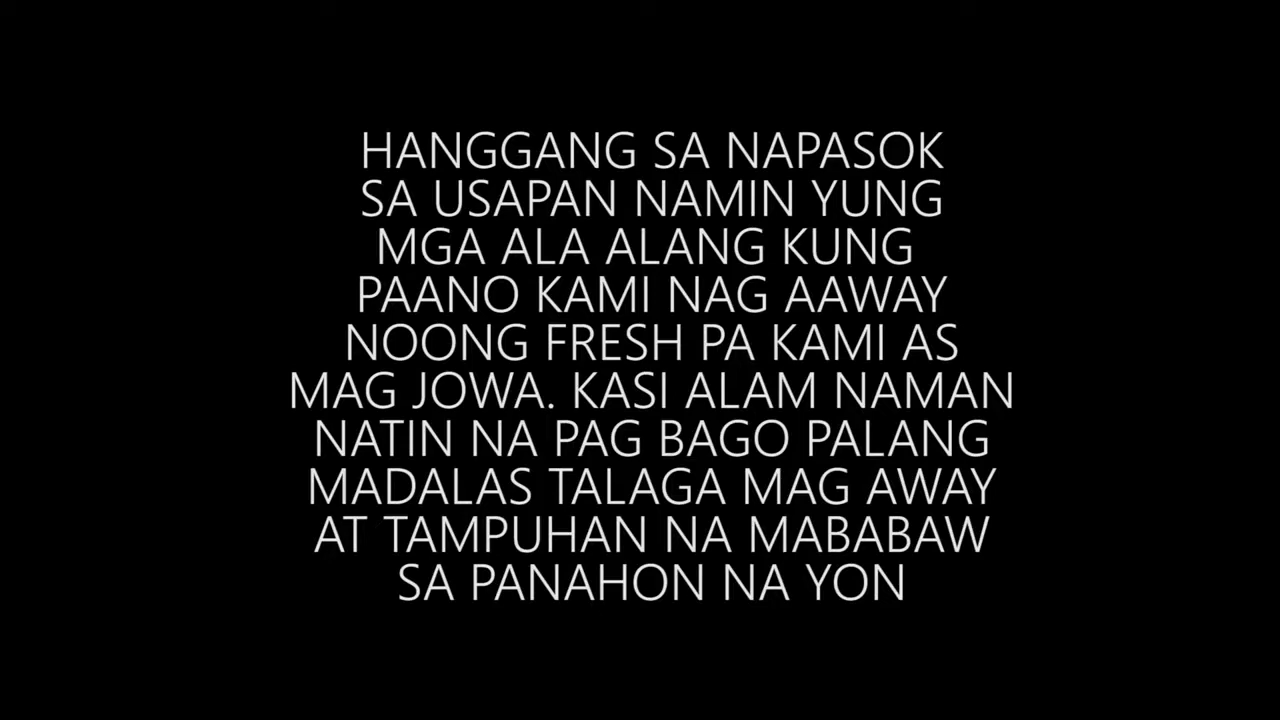 HANGGANG SA NAPASOK
SA USAPAN NAMIN YUNG
MGA ALA ALANG KUNG
PAANO KAMI NAG AAWAY
NOONG FRESH PA KAMI AS
MAG JOWA. KASI ALAM NAMAN
NATIN NA PAG BAGO PALANG
MADALAS TALAGA MAG AWAY
AT TAMPUHAN NA MABABAW
SA PANAHON NA YON